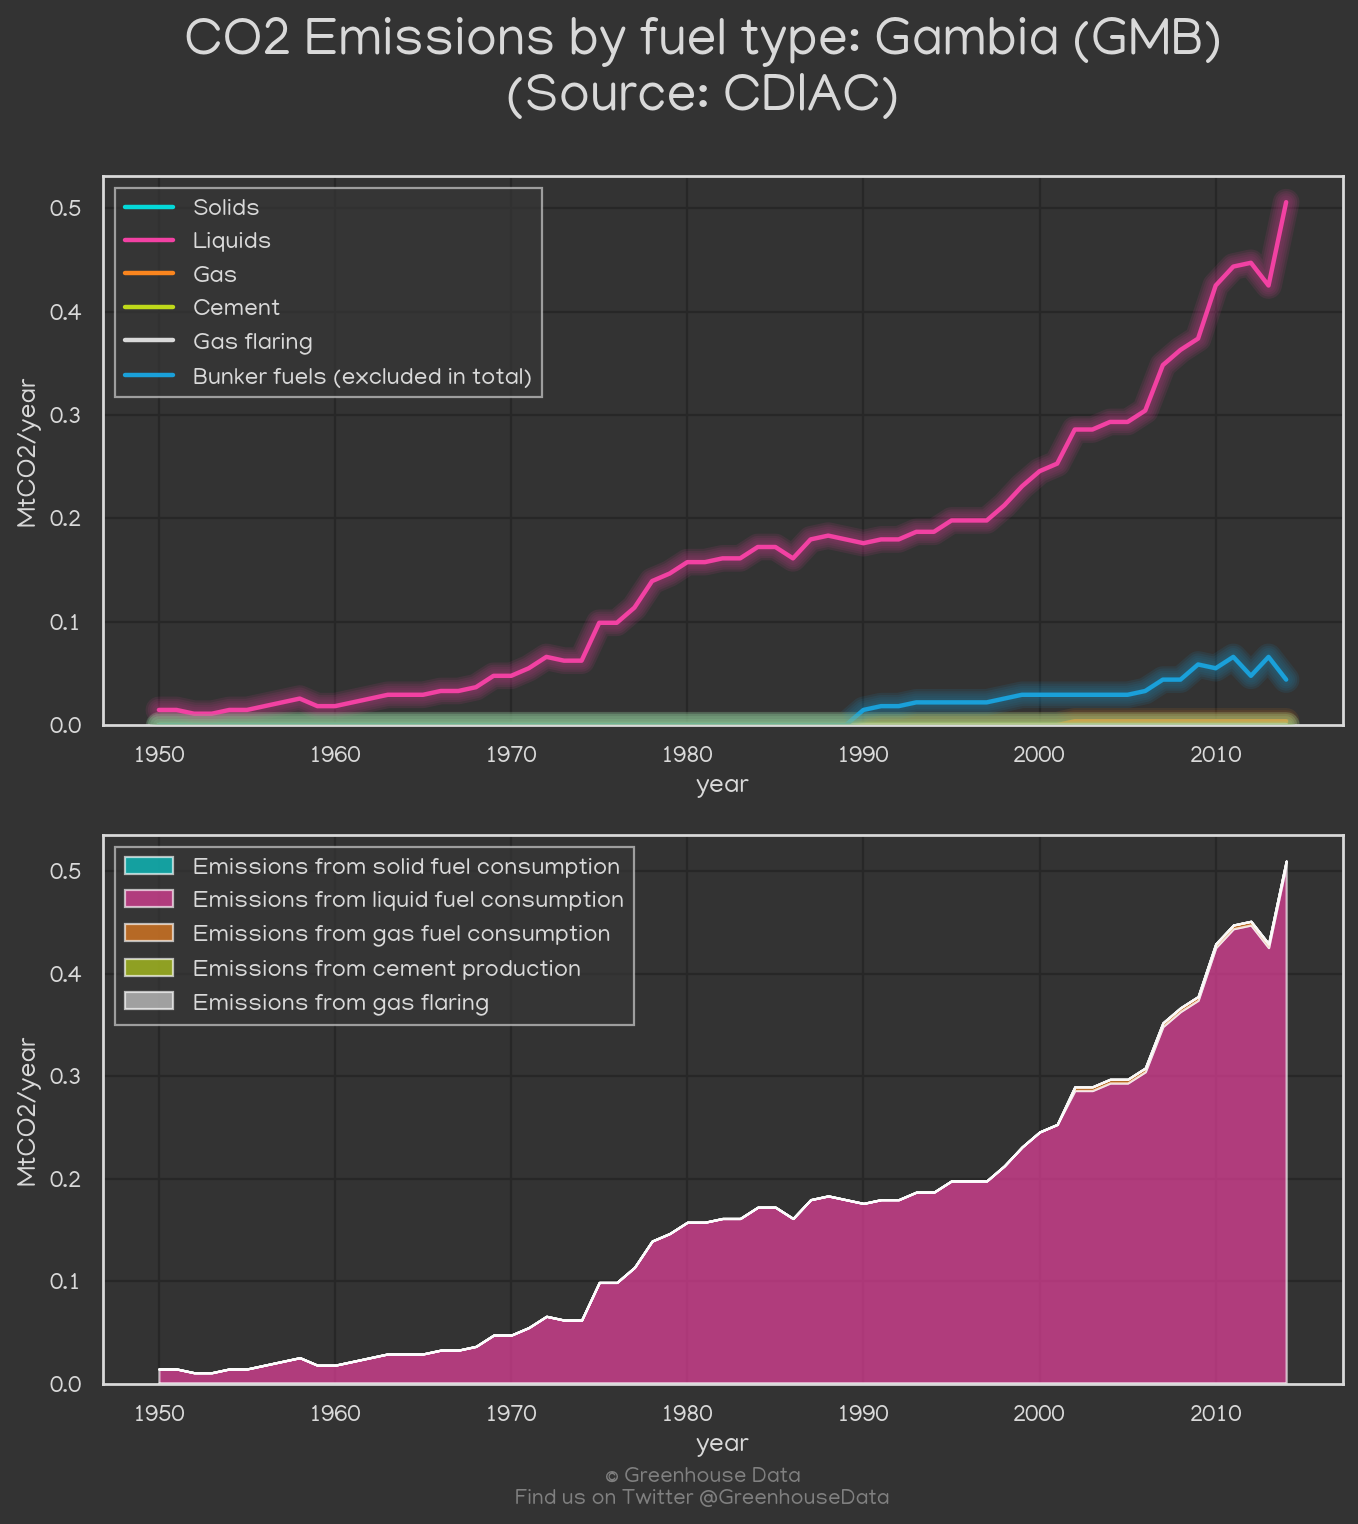 CO2 Emissions by fuel type: Gambia (GMB)
(Source: CDIAC)
Solids
Liquids
Gas
Cement
Gas flaring
Bunker fuels (excluded in total)
MtCO2/year
0.5
0.4
0.3
0.2
0.1
0.0
1950 1960 1970 1980 1990 2000 2010
year
Emissions from solid fuel consumption
Emissions from liquid fuel consumption
Emissions from gas fuel consumption
Emissions from cement production
Emissions from gas flaring
MtCO2/year
0.5
0.4
0.3
0.2
0.1
0.0
1950 1960 1970 1980 1990 2000 2010
year
© Greenhouse Data
Find us on Twitter @GreenhouseData